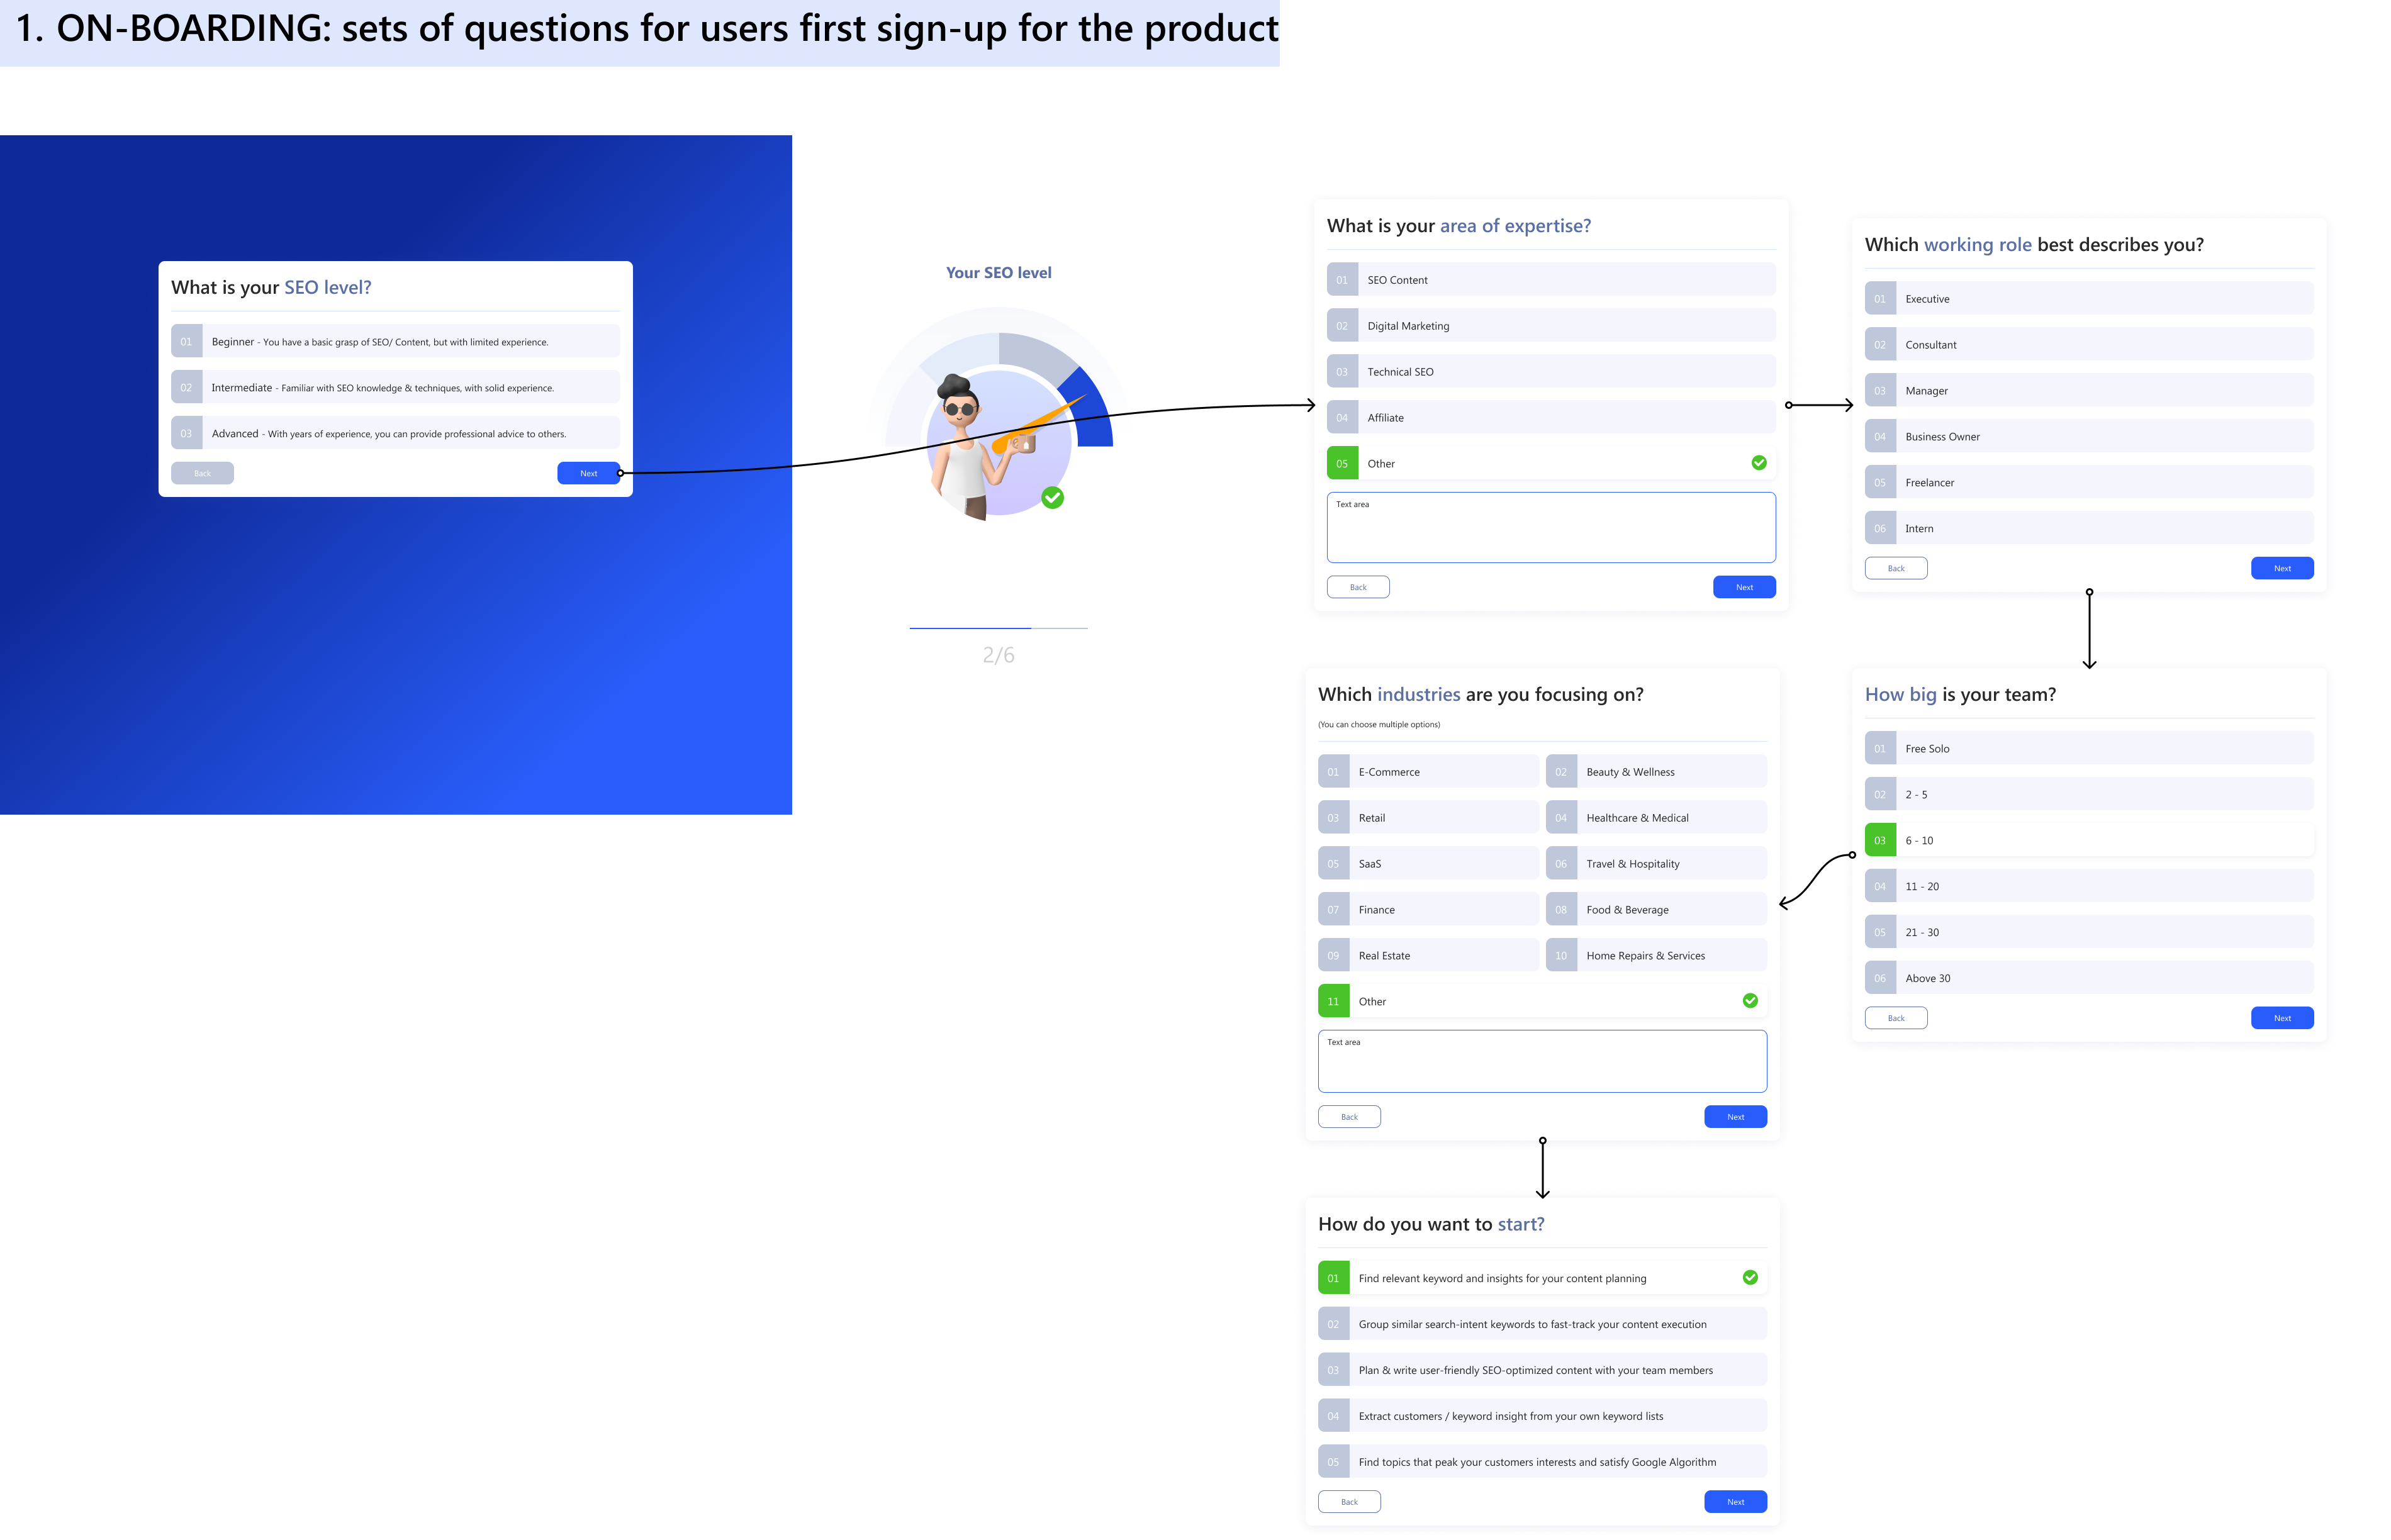 1. ON-BOARDING: sets of questions for users first sign-up for the product
What is your SEO level?
01 Beginner - You have a basic grasp of SEO/ Content, but with limited experience.
02 Intermediate - Familiar with SEO knowledge & techniques, with solid experience.
03 Advanced - With years of experience, you can provide professional advice to others.
Back Next
Your SEO level
2/6
What is your area of expertise?
01 SEO Content
02 Digital Marketing
03 Technical SEO
04 Affiliate
05 Other
Text area
Back Next
Which working role best describes you?
01 Executive
02 Consultant
03 Manager
04 Business Owner
05 Freelancer
06 Intern
Back Next
How big is your team?
01 Free Solo
02 2 - 5
03 6 - 10
04 11 - 20
05 21 - 30
06 Above 30
Back Next
Which industries are you focusing on?
(You can choose multiple options)
01 E-Commerce 02 Beauty & Wellness
03 Retail 04 Healthcare & Medical
05 SaaS 06 Travel & Hospitality
07 Finance 08 Food & Beverage
09 Real Estate 10 Home Repairs & Services
11 Other
Text area
Back Next
How do you want to start?
01 Find relevant keyword and insights for your content planning
02 Group similar search-intent keywords to fast-track your content execution
03 Plan & write user-friendly SEO-optimized content with your team members
04 Extract customers / keyword insight from your own keyword lists
05 Find topics that peak your customers interests and satisfy Google Algorithm
Back Next